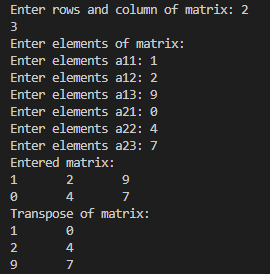 Enter rows and column of matrix: 2
3
Enter elements of matrix:
Enter elements a11: 1
Enter elements a12: 2
Enter elements a13: 9
Enter elements a21: 0
Enter elements a22: 4
Enter elements a23: 7
Entered matrix:
1 2 9
0 4 7
Transpose of matrix:
1 0
2 4
9 7